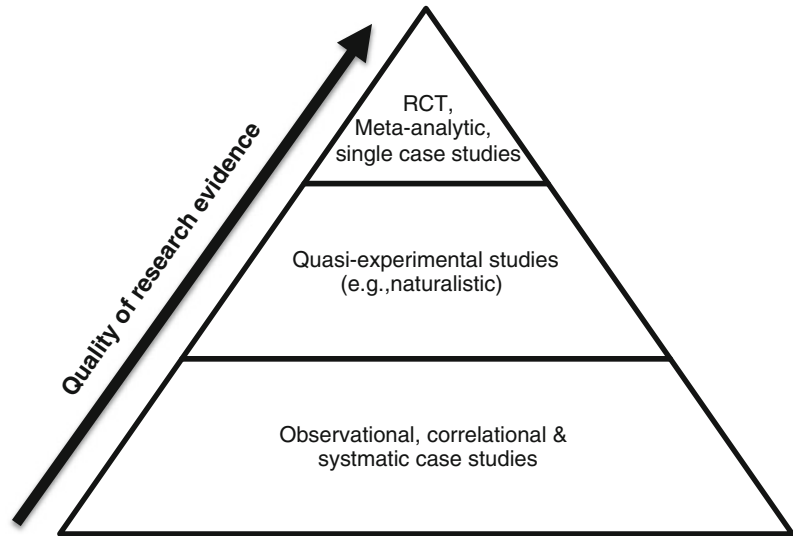 RCT,
Meta-analytic,
single case studies
Quality of research evidence
Quasi-experimental studies
(e.g.,naturalistic)
Observational, correlational &
systmatic case studies